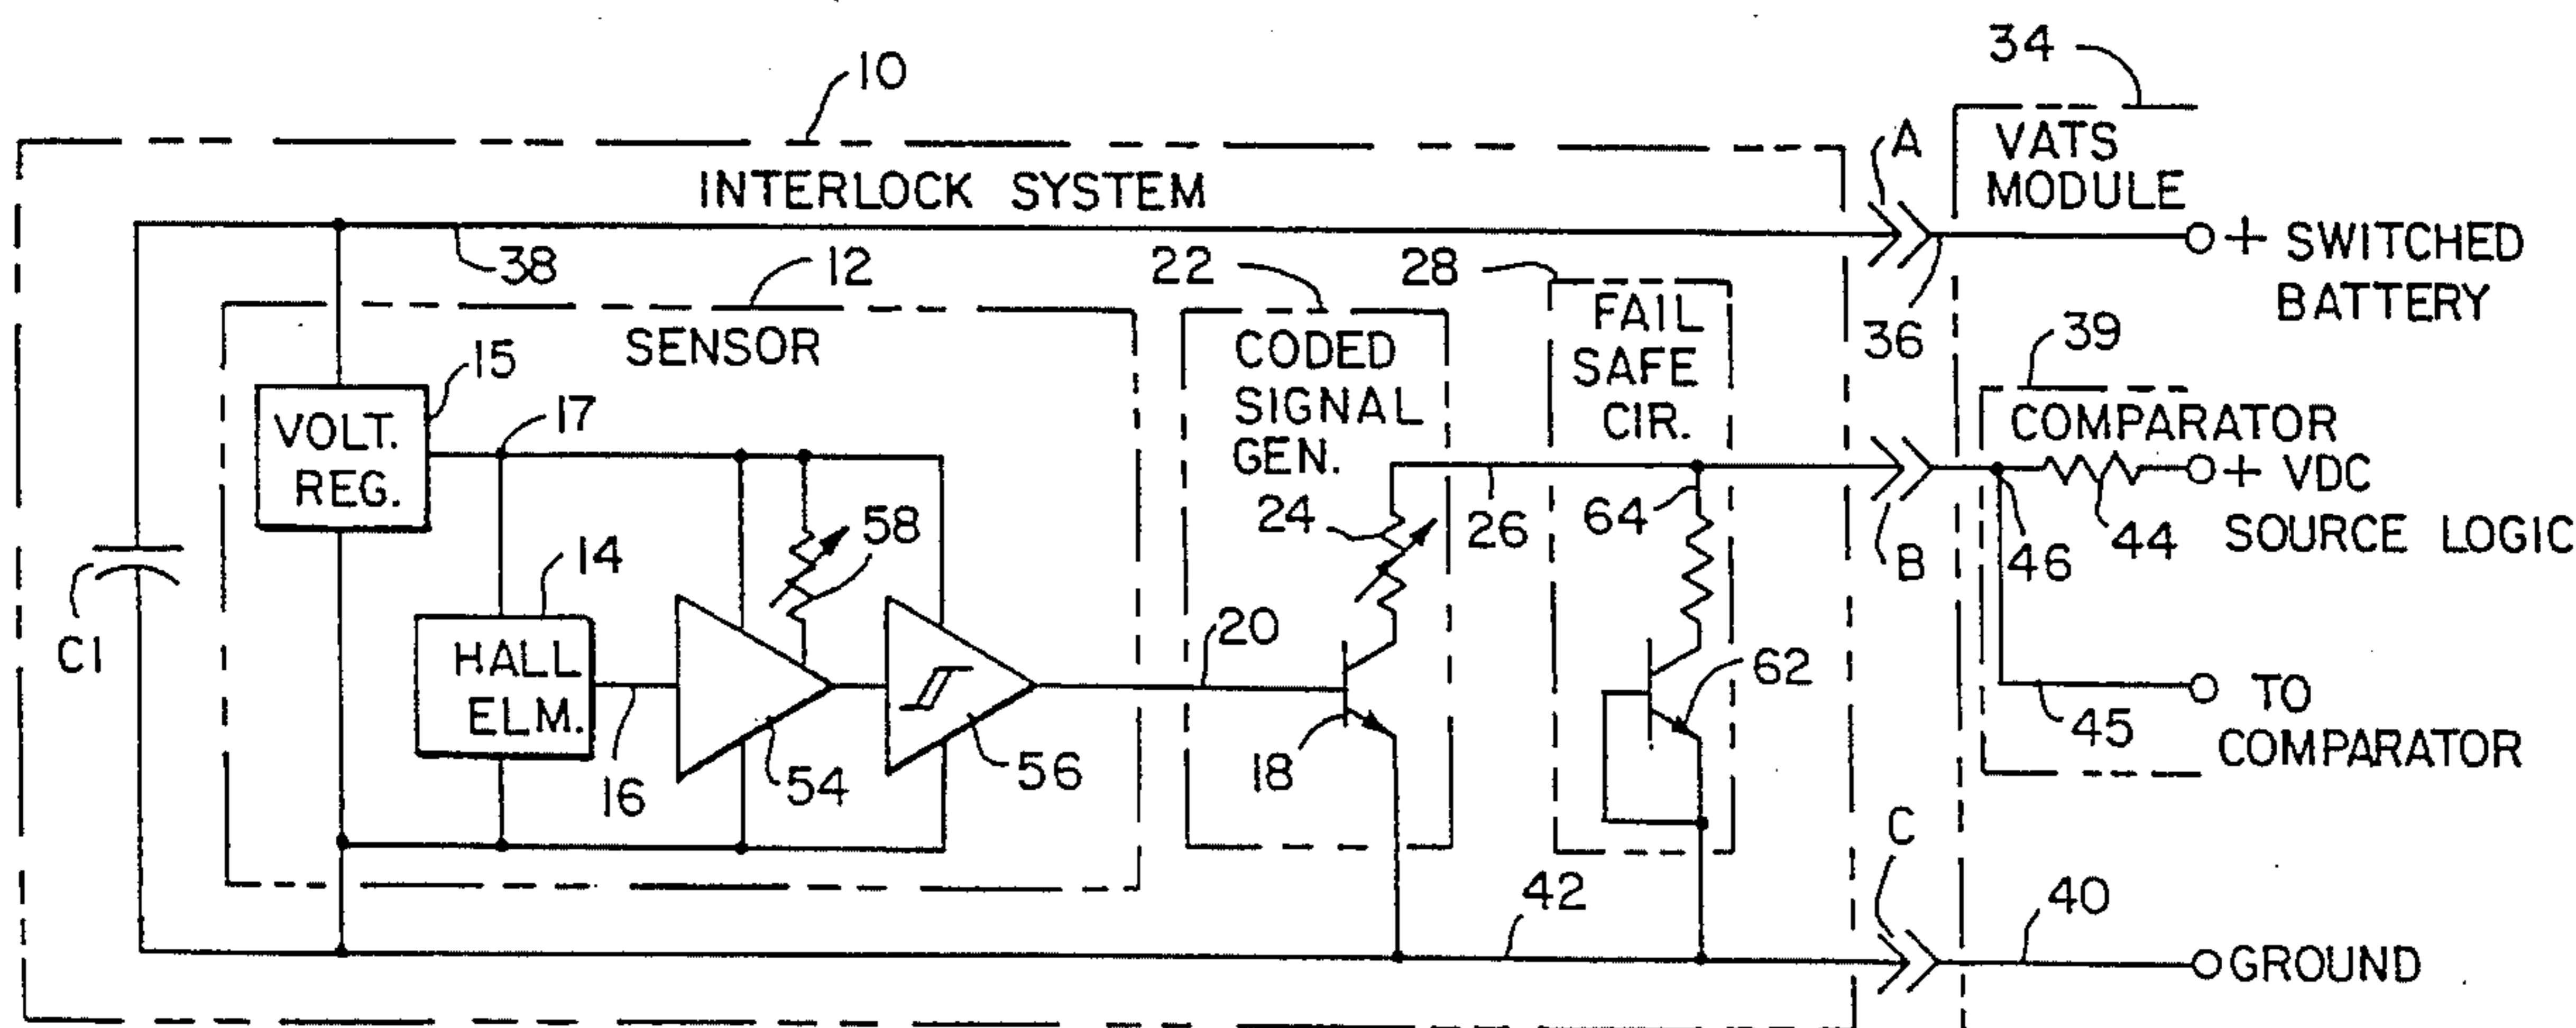 10
34
INTERLOCK SYSTEM
A
VATS
MODULE
38
12
22
28
36
+ SWITCHED
BATTERY
SENSOR
15
VOLT.
REG.
17
CODED
SIGNAL
GEN.
FAIL
SAFE
CIR.
39
COMPARATOR
+ VDC
SOURCE LOGIC
24
26
64
B
46
44
58
14
HALL
ELM.
C1
16
54
56
20
18
62
45
TO
COMPARATOR
42
C
40
GROUND